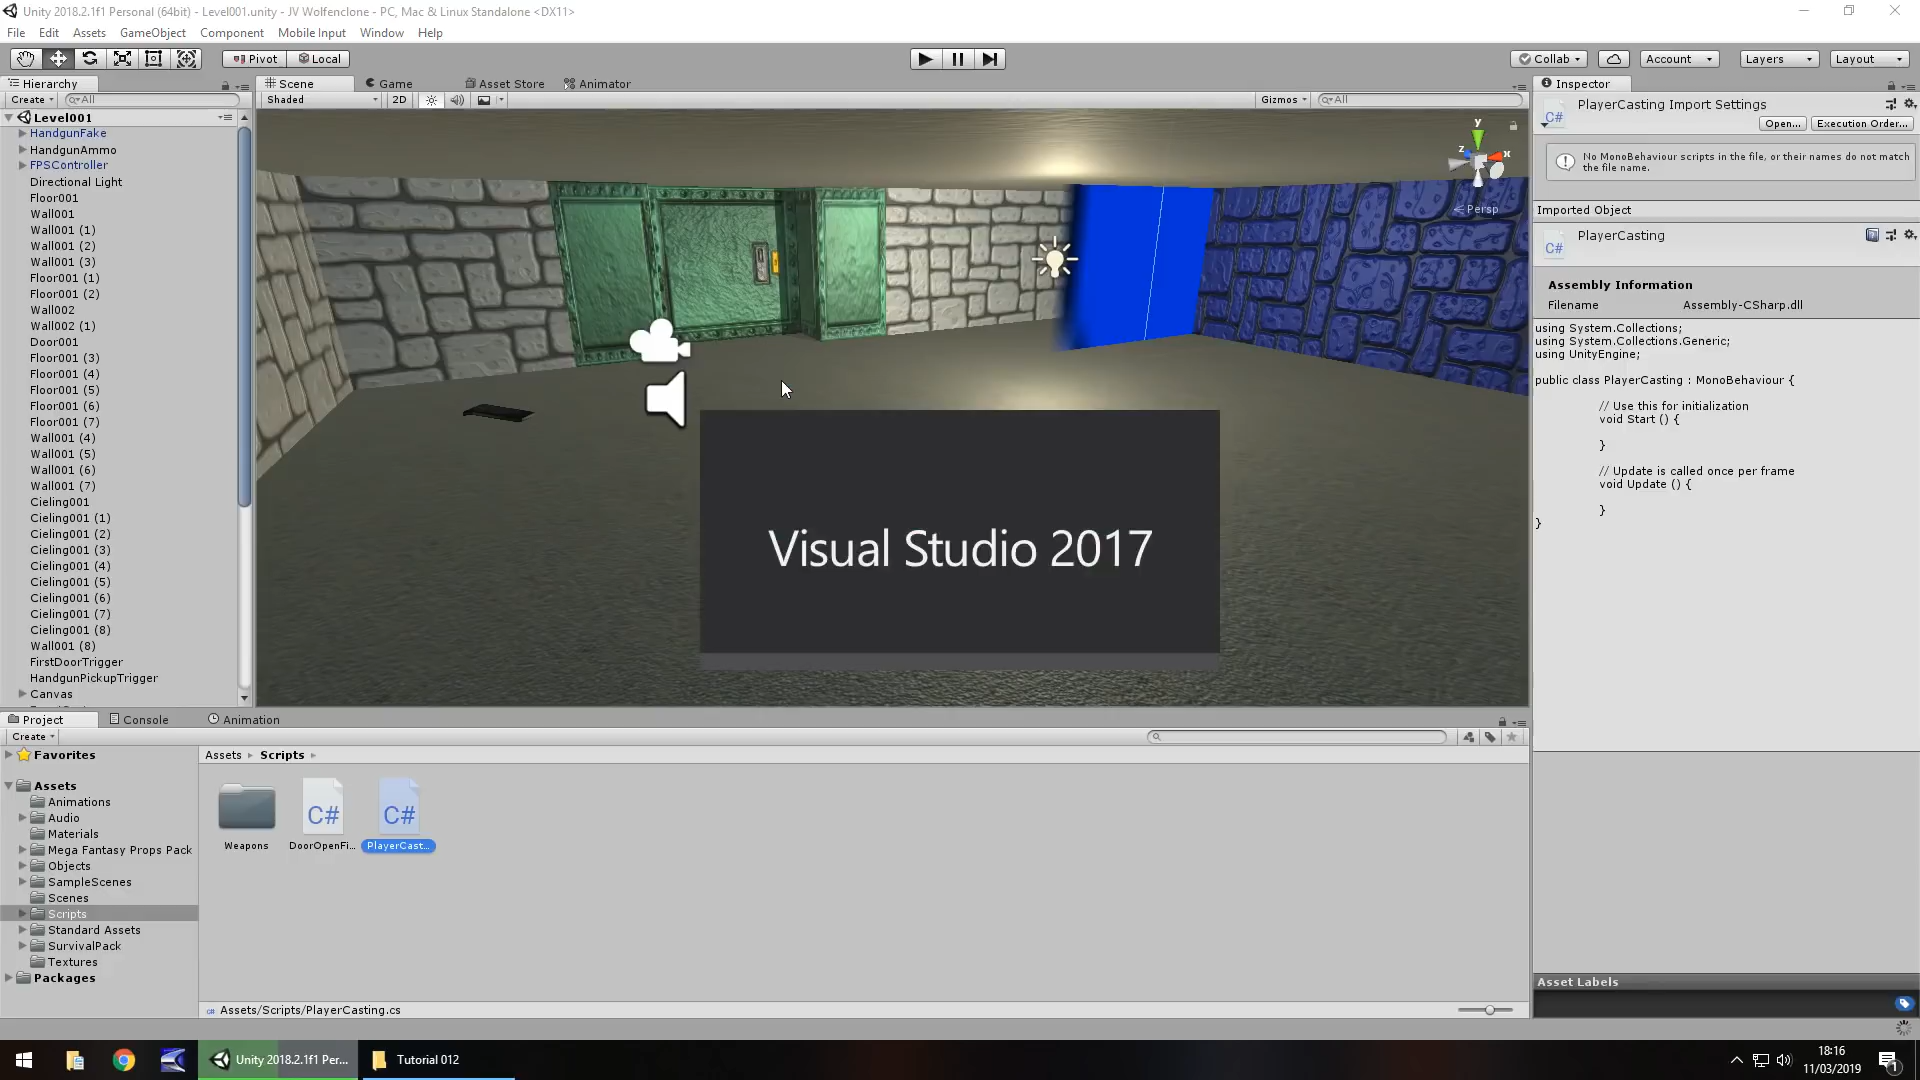 Unity 2018.2.1f1 Personal (64bit) - Level001.unity - JV Wolfenclone - PC, Mac & Linux Standalone <DX11>
File Edit Assets GameObject Component Mobile Input Window Help
Pivot Local Collab Account Layers Layout
Hierarchy Scene Game Asset Store Animator Inspector
Create All Shaded 2D Gizmos All
Level001
HandgunFake
HandgunAmmo
FPSController
Directional Light
Floor001
Wall001
Wall001 (1)
Wall001 (2)
Wall001 (3)
Floor001 (1)
Floor001 (2)
Wall002
Wall002 (1)
Door001
Floor001 (3)
Floor001 (4)
Floor001 (5)
Floor001 (6)
Floor001 (7)
Wall001 (4)
Wall001 (5)
Wall001 (6)
Wall001 (7)
Cieling001
Cieling001 (1)
Cieling001 (2)
Cieling001 (3)
Cieling001 (4)
Cieling001 (5)
Cieling001 (6)
Cieling001 (7)
Cieling001 (8)
Wall001 (8)
FirstDoorTrigger
HandgunPickupTrigger
Canvas
y
z x
Persp
Visual Studio 2017
PlayerCasting Import Settings
C#
Open... Execution Order...
No MonoBehaviour scripts in the file, or their names do not match
the file name.
Imported Object
PlayerCasting
C#
Assembly Information
Filename Assembly-CSharp.dll
using System.Collections;
using System.Collections.Generic;
using UnityEngine;
public class PlayerCasting : MonoBehaviour {
// Use this for initialization
void Start () {
}
// Update is called once per frame
void Update () {
}
}
Asset Labels
Project Console Animation
Create
Favorites
Assets
Animations
Audio
Materials
Mega Fantasy Props Pack
Objects
SampleScenes
Scenes
Scripts
Standard Assets
SurvivalPack
Textures
Packages
Assets Scripts
C# C#
Weapons DoorOpenFi... PlayerCast...
Assets/Scripts/PlayerCasting.cs
Unity 2018.2.1f1 Per... Tutorial 012
18:16
11/03/2019
1